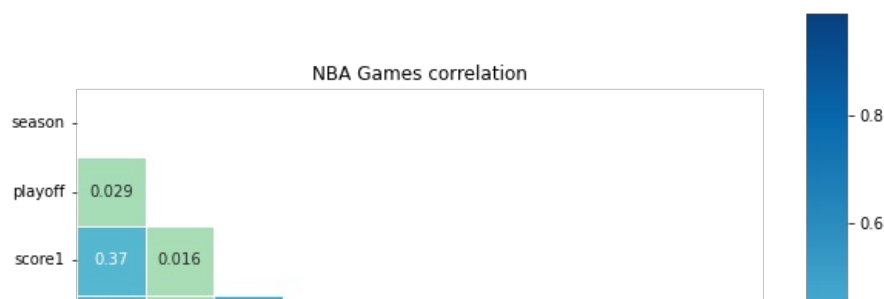 NBA Games correlation
season
0.8
playoff 0.029
0.6
score1 0.37 0.016